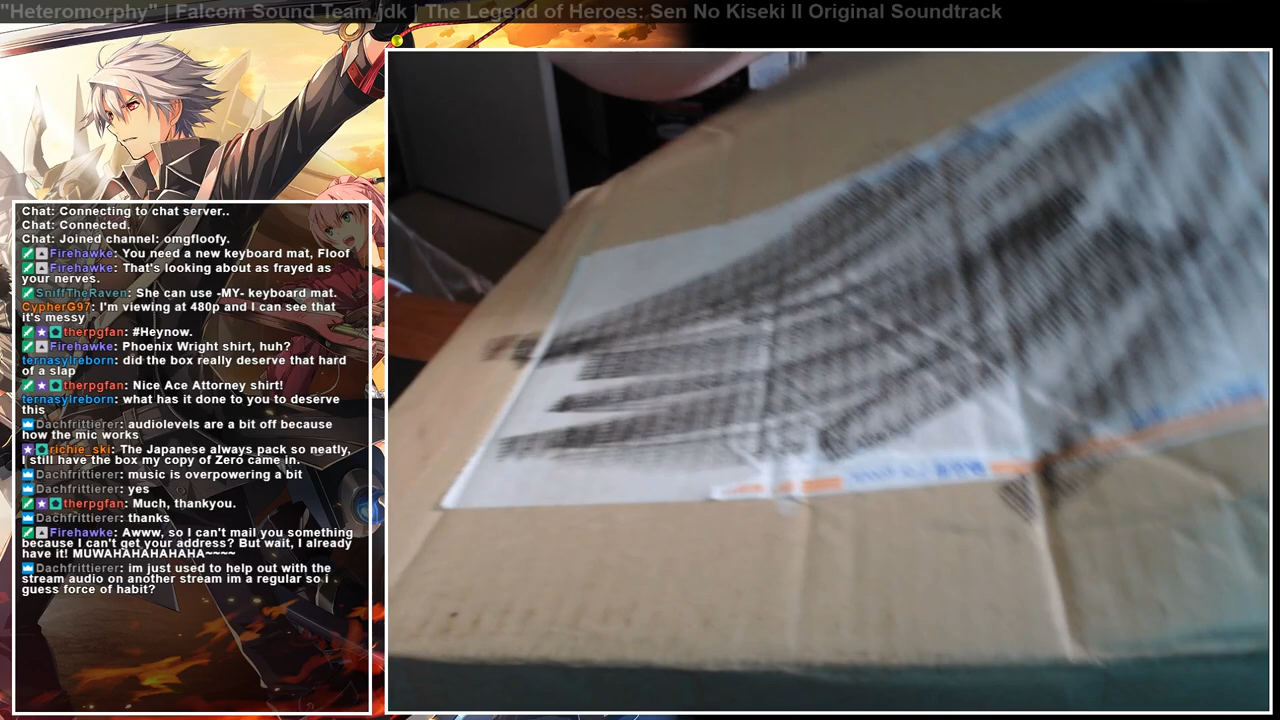 "Heteromorphy" | Falcom Sound Team jdk | The Legend of Heroes: Sen No Kiseki II Original Soundtrack
Chat: Connecting to chat server..
Chat: Connected.
Chat: Joined channel: omgfloofy.
Firehawke: You need a new keyboard mat, Floof
Firehawke: That's looking about as frayed as
your nerves.
SniffTheRaven: She can use -MY- keyboard mat.
CypherG97: I'm viewing at 480p and I can see that
it's messy
therpgfan: #Heynow.
Firehawke: Phoenix Wright shirt, huh?
ternasylreborn: did the box really deserve that hard
of a slap
therpgfan: Nice Ace Attorney shirt!
ternasylreborn: what has it done to you to deserve
this
Dachfrittierer: audiolevels are a bit off because
how the mic works
richie_ski: The Japanese always pack so neatly,
I still have the box my copy of Zero came in.
Dachfrittierer: music is overpowering a bit
Dachfrittierer: yes
therpgfan: Much, thankyou.
Dachfrittierer: thanks
Firehawke: Awww, so I can't mail you something
because I can't get your address? But wait, I already
have it! MUWAHAHAHAHAHA~~~~
Dachfrittierer: im just used to help out with the
stream audio on another stream im a regular so i
guess force of habit?